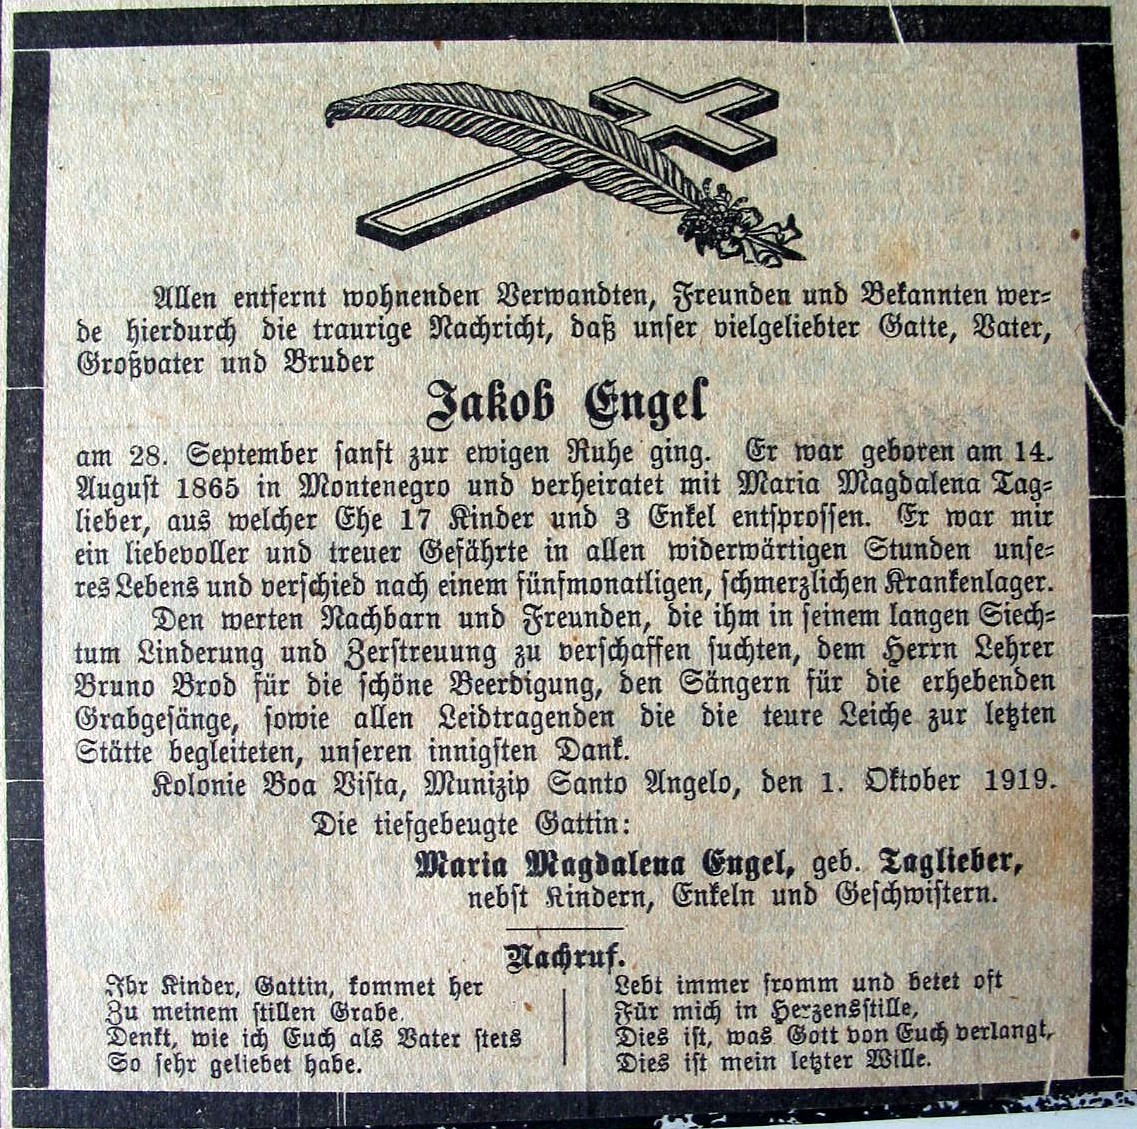 Allen entfernt wohnenden Verwandten, Freunden und Bekannten wer=
de hierdurch die traurige Nachricht, daß unser vielgeliebter Gatte, Vater,
Großvater und Bruder
Jakob Engel
am 28. September sanft zur ewigen Ruhe ging. Er war geboren am 14.
August 1865 in Montenegro und verheiratet mit Maria Magdalena Tag=
lieber, aus welcher Ehe 17 Kinder und 3 Enkel entsprossen. Er war mir
ein liebevoller und treuer Gefährte in allen widerwärtigen Stunden unse=
res Lebens und verschied nach einem fünfmonatligen, schmerzlichen Krankenlager.
Den werten Nachbarn und Freunden, die ihm in seinem langen Siech=
tum Linderung und Zerstreuung zu verschaffen suchten, dem Herrn Lehrer
Bruno Brod für die schöne Beerdigung, den Sängern für die erhebenden
Grabgesänge, sowie allen Leidtragenden die die teure Leiche zur letzten
Stätte begleiteten, unseren innigsten Dank.
Kolonie Boa Vista, Munizip Santo Angelo, den 1. Oktober 1919.
Die tiefgebeugte Gattin:
Maria Magdalena Engel, geb. Taglieber,
nebst Kindern, Enkeln und Geschwistern.
Nachruf.
Ihr Kinder, Gattin, kommet her
Zu meinem stillen Grabe.
Denkt, wie ich Euch als Vater stets
So sehr geliebet habe.
Lebt immer fromm und betet oft
Für mich in Herzensstille,
Dies ist, was Gott von Euch verlangt,
Dies ist mein letzter Wille.